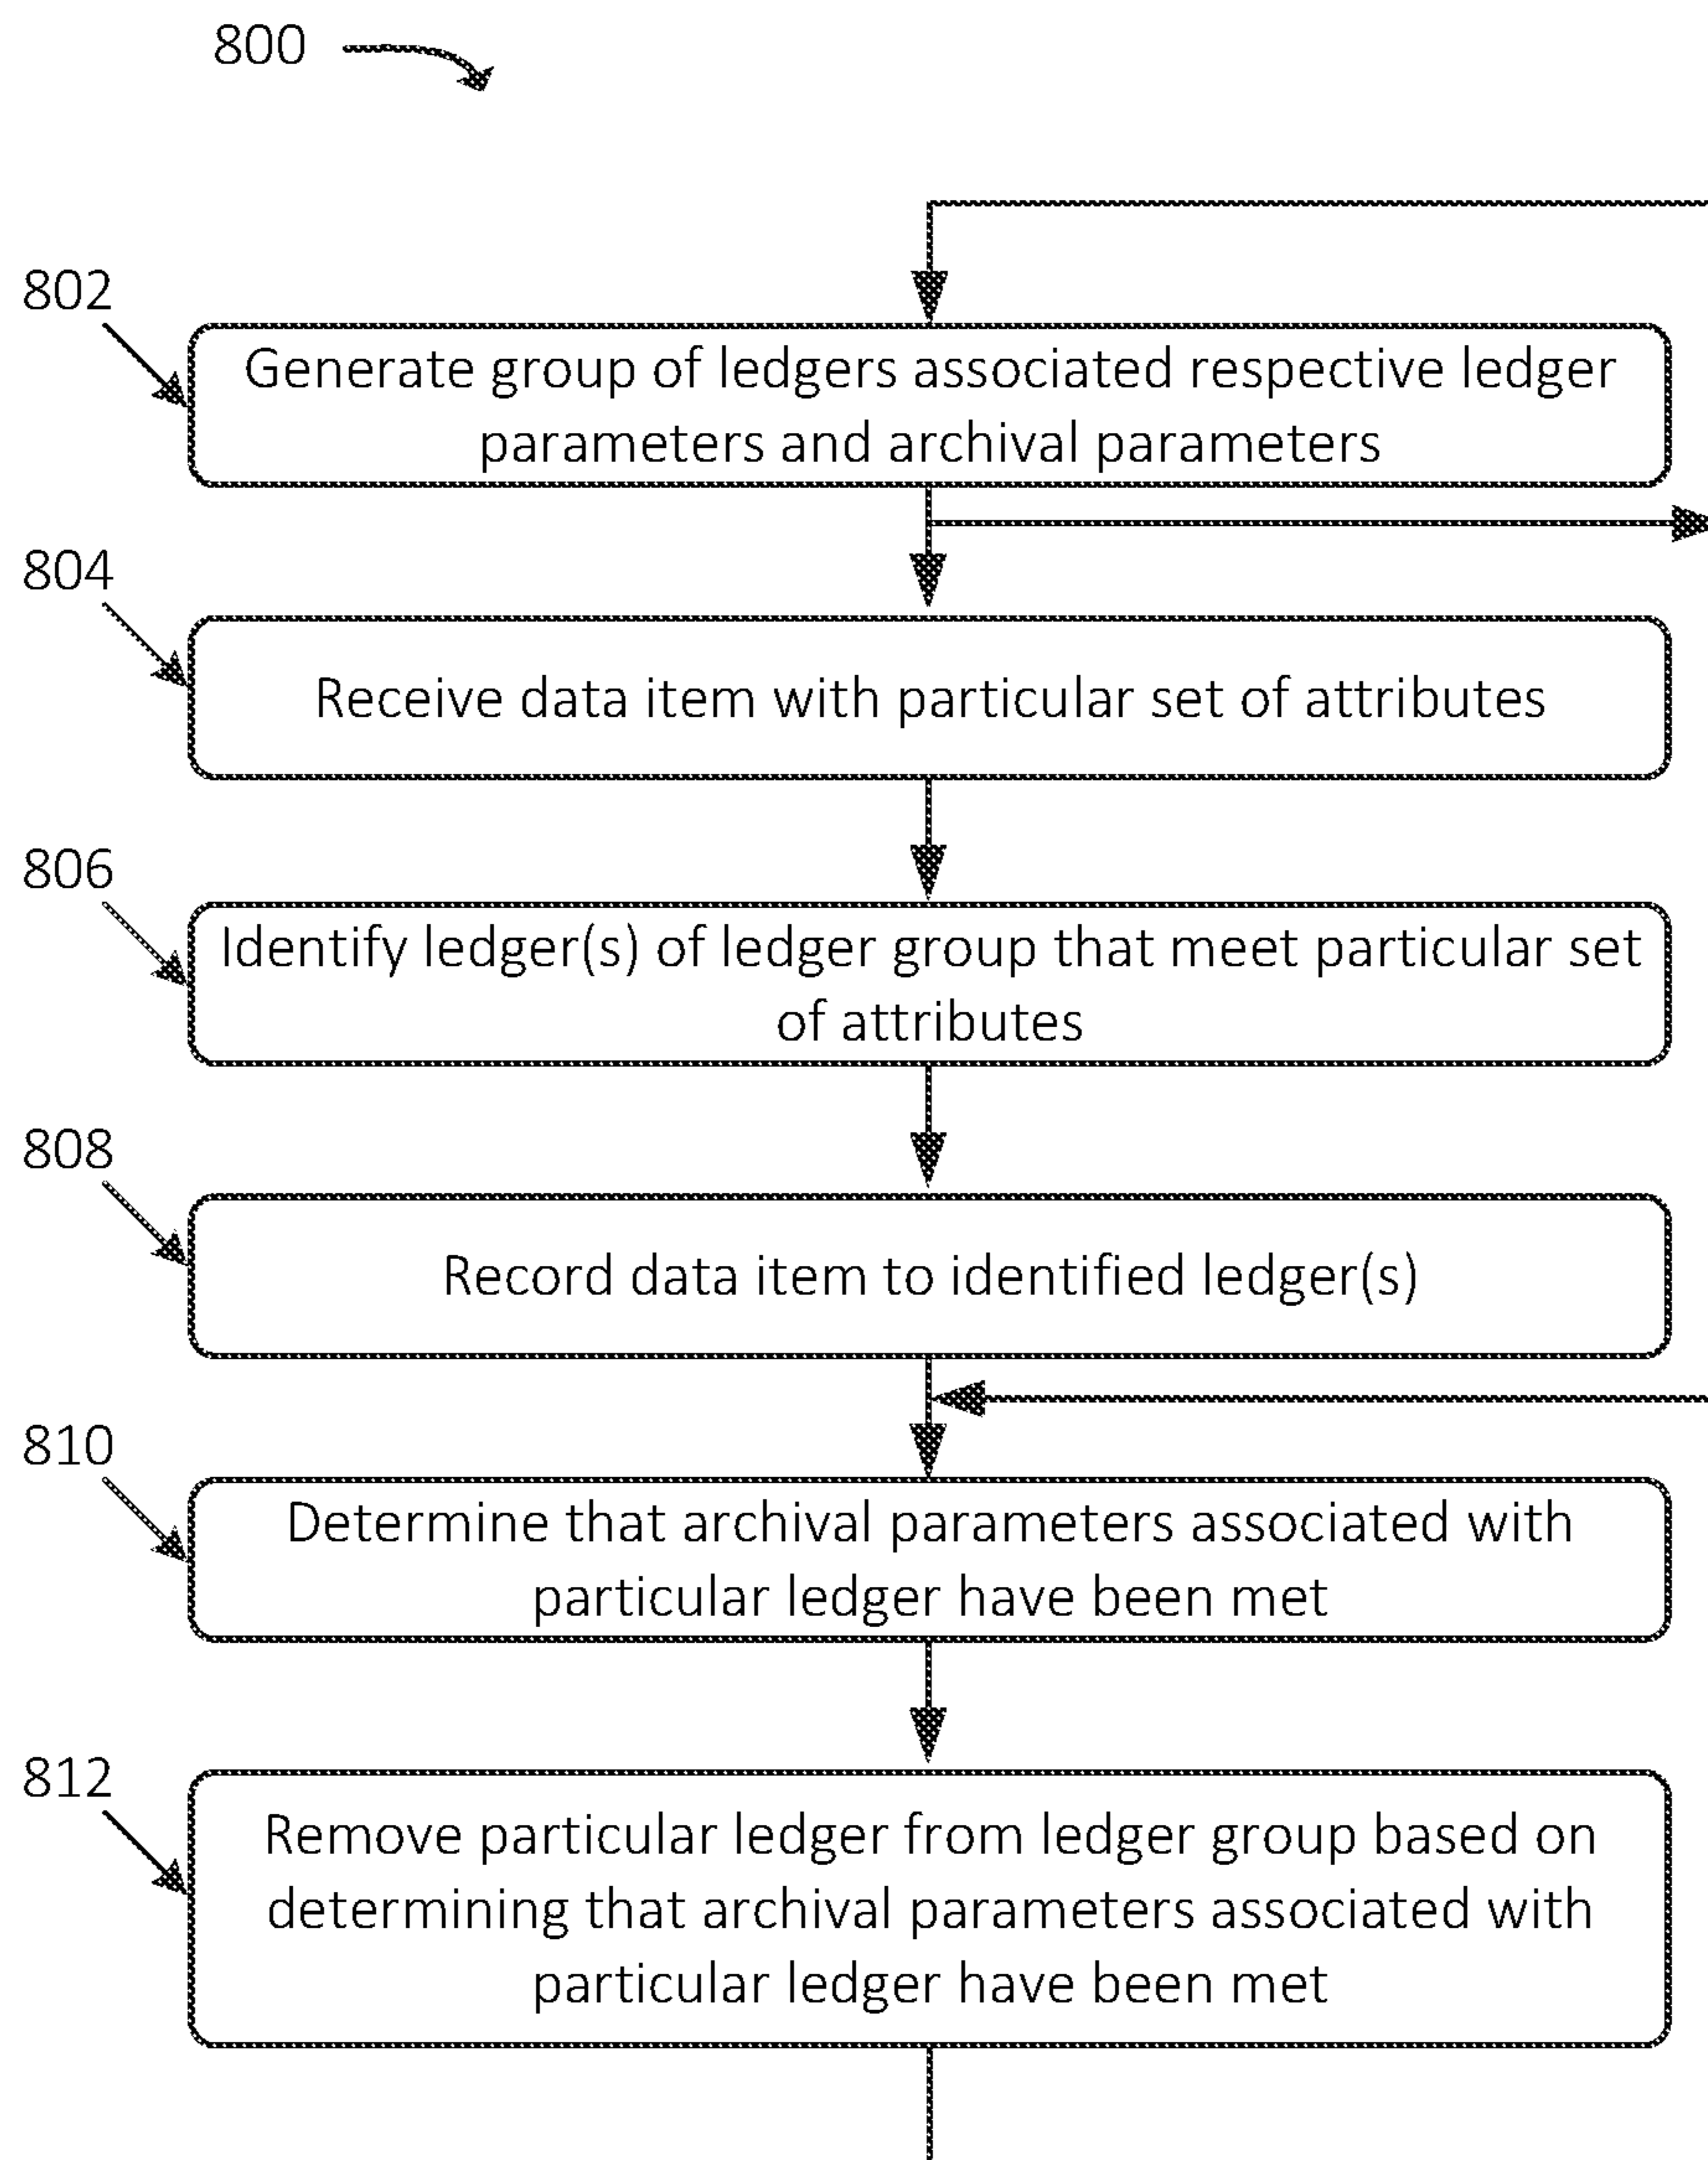 800
802
Generate group of ledgers associated respective ledger
parameters and archival parameters
804
Receive data item with particular set of attributes
806
Identify ledger(s) of ledger group that meet particular set
of attributes
808
Record data item to identified ledger(s)
810
Determine that archival parameters associated with
particular ledger have been met
812
Remove particular ledger from ledger group based on
determining that archival parameters associated with
particular ledger have been met